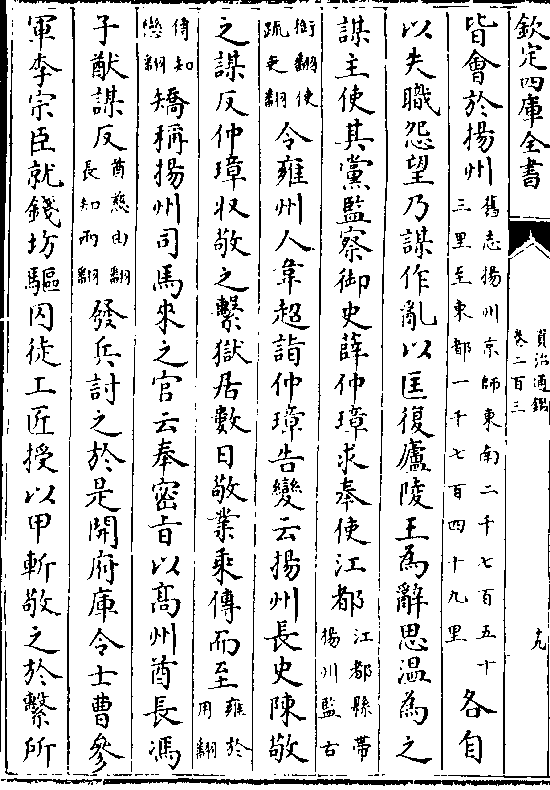 欽定四庫全書
資治通鑑
卷二百三
皆會於揚州舊志揚州京師東南二千七百五十三里至東都一千七百四十九里各自
以失職怨望乃謀作亂以匡復廬陵王為辭思温為之
謀主使其黨監察御史薛仲璋求奉使江都江都縣帶揚州監古
銜翻使疏吏翻令雍州人韋超詣仲璋告變云揚州長史陳敬
之謀反仲璋收敬之繫獄居數日敬業乘傳而至雍於用翻
傳知戀翻矯稱揚州司馬來之官云奉密旨以髙州酋長馮
子猷謀反酋慈由翻長知兩翻發兵討之於是開府庫令士曹參
軍李宗臣就錢坊驅囚徒工匠授以甲斬敬之於繫所